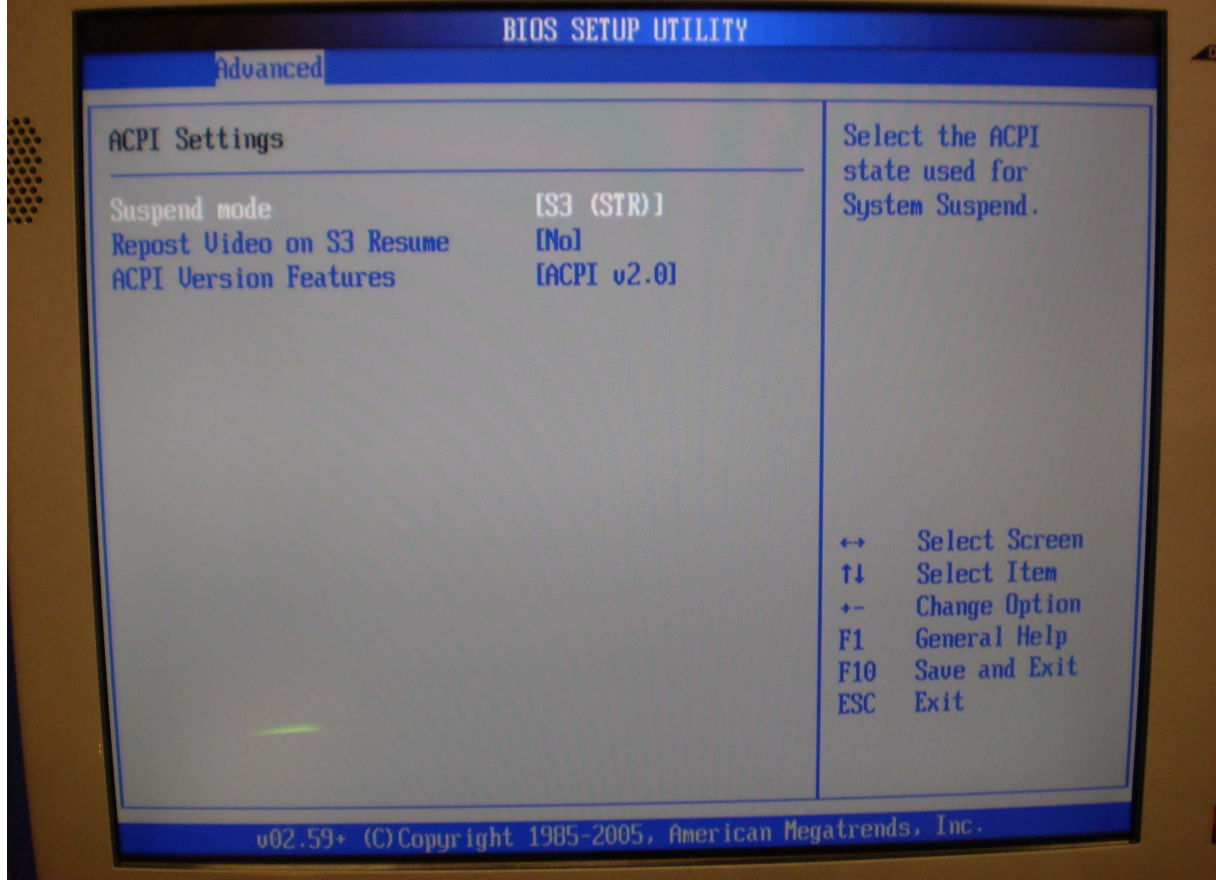 BIOS SETUP UTILITY
Advanced
ACPI Settings
Suspend mode [S3 (STR)]
Repost Video on S3 Resume [No]
ACPI Version Features [ACPI v2.0]
Select the ACPI
state used for
System Suspend.
↔ Select Screen
↑↓ Select Item
+- Change Option
F1 General Help
F10 Save and Exit
ESC Exit
v02.59+ (C)Copyright 1985-2005, American Megatrends, Inc.